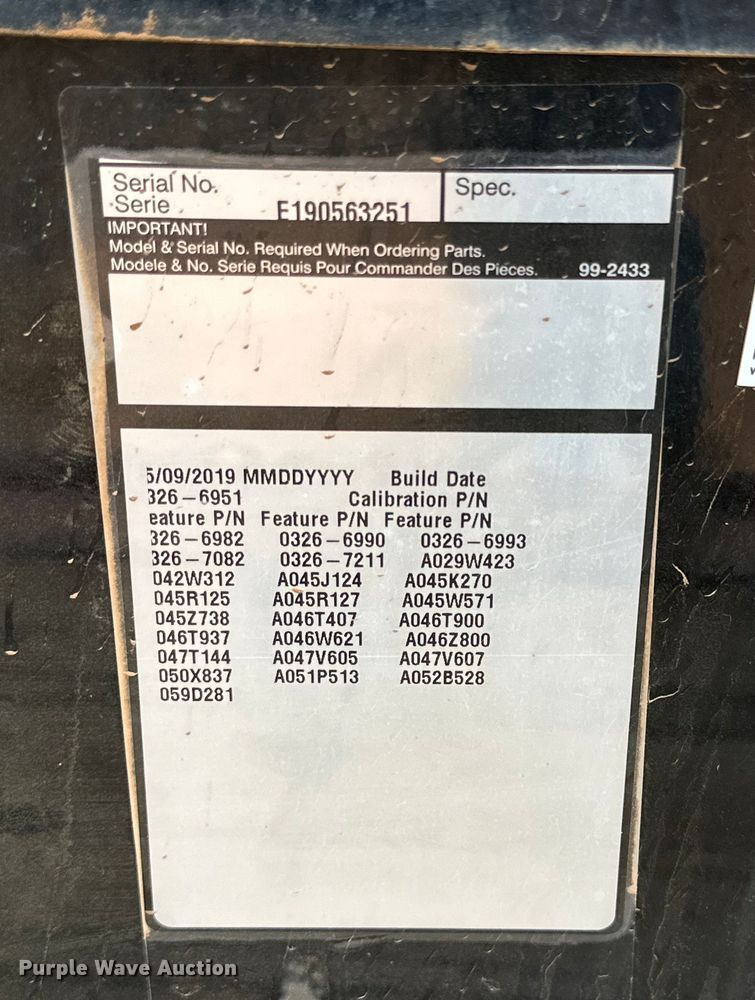 Serial No. Spec.
Serie E190563251
IMPORTANT!
Model & Serial No. Required When Ordering Parts.
Modele & No. Serie Requis Pour Commander Des Pieces. 99-2433
5/09/2019 MMDDYYYY Build Date
326-6951 Calibration P/N
eature P/N Feature P/N Feature P/N
326-6982 0326-6990 0326-6993
326-7082 0326-7211 A029W423
042W312 A045J124 A045K270
045R125 A045R127 A045W571
045Z738 A046T407 A046T900
046T937 A046W621 A046Z800
047T144 A047V605 A047V607
050X837 A051P513 A052B528
059D281
Purple Wave Auction